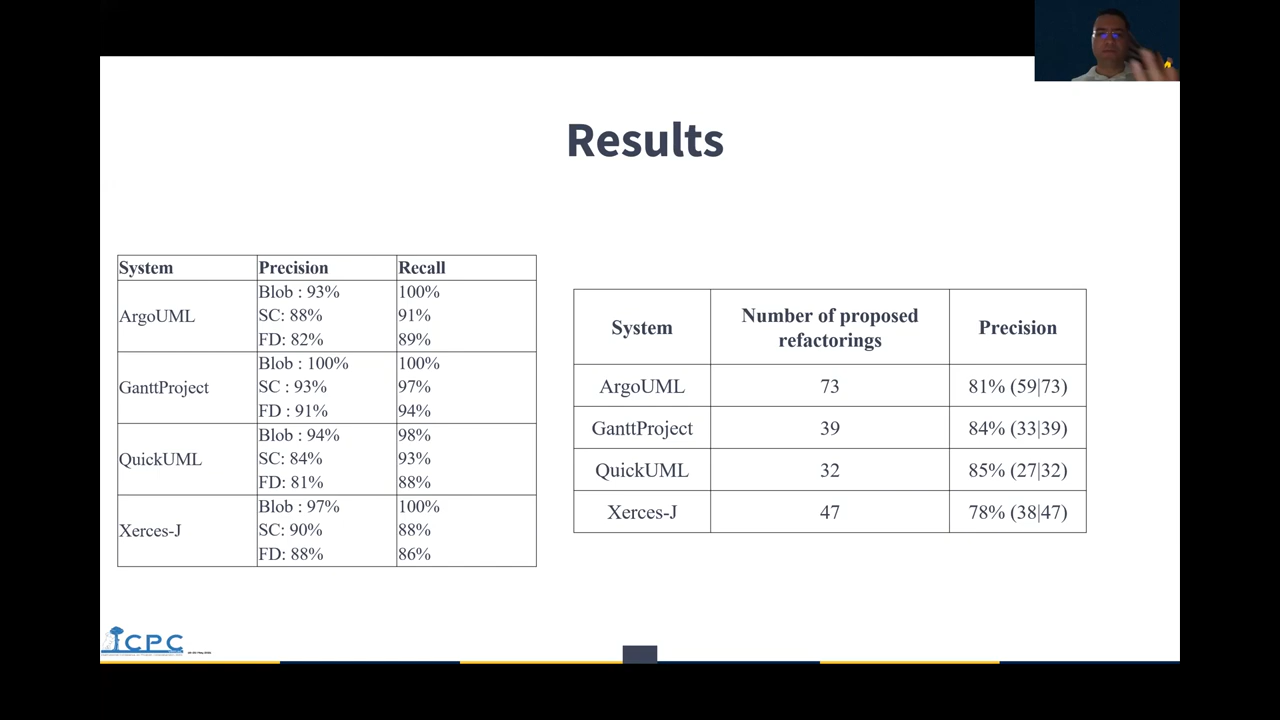 Results
System Precision Recall
ArgoUML
Blob : 93% 100%
SC: 88% 91%
FD: 82% 89%
GanttProject
Blob : 100% 100%
SC : 93% 97%
FD : 91% 94%
QuickUML
Blob : 94% 98%
SC: 84% 93%
FD: 81% 88%
Xerces-J
Blob : 97% 100%
SC: 90% 88%
FD: 88% 86%
System Number of proposed refactorings Precision
ArgoUML 73 81% (59|73)
GanttProject 39 84% (33|39)
QuickUML 32 85% (27|32)
Xerces-J 47 78% (38|47)
ICPC